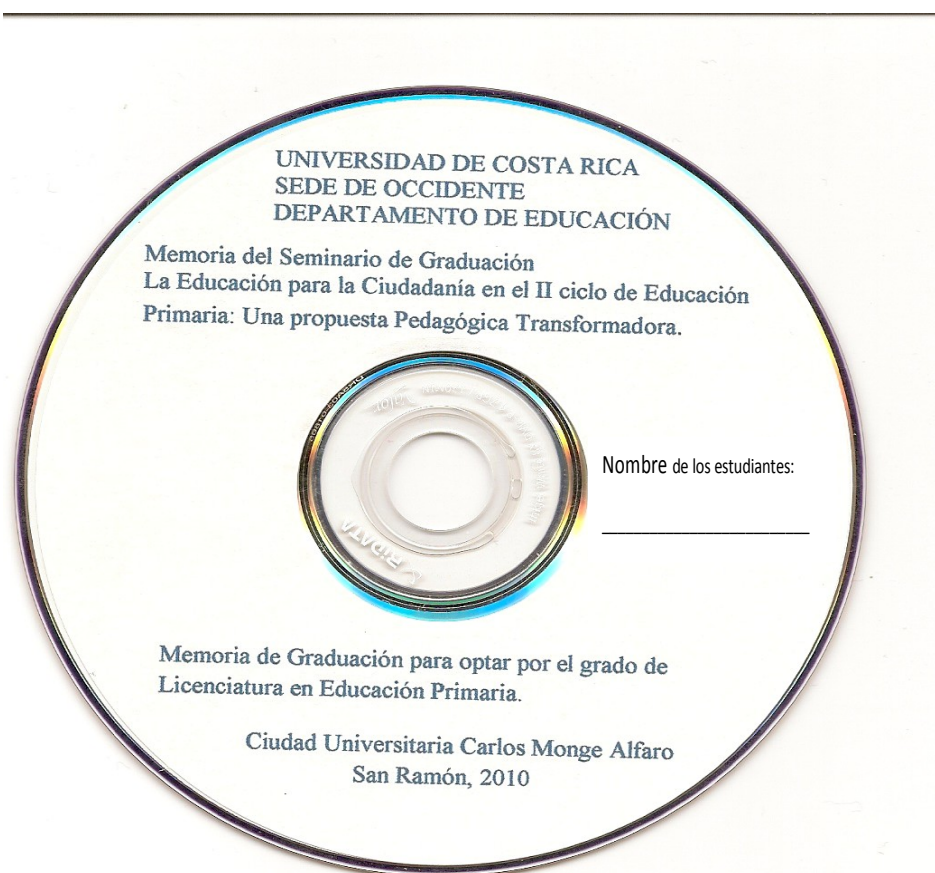 UNIVERSIDAD DE COSTA RICA
SEDE DE OCCIDENTE
DEPARTAMENTO DE EDUCACIÓN
Memoria del Seminario de Graduación
La Educación para la Ciudadanía en el II ciclo de Educación
Primaria: Una propuesta Pedagógica Transformadora.
Nombre de los estudiantes:
RiDATA
Memoria de Graduación para optar por el grado de
Licenciatura en Educación Primaria.
Ciudad Universitaria Carlos Monge Alfaro
San Ramón, 2010